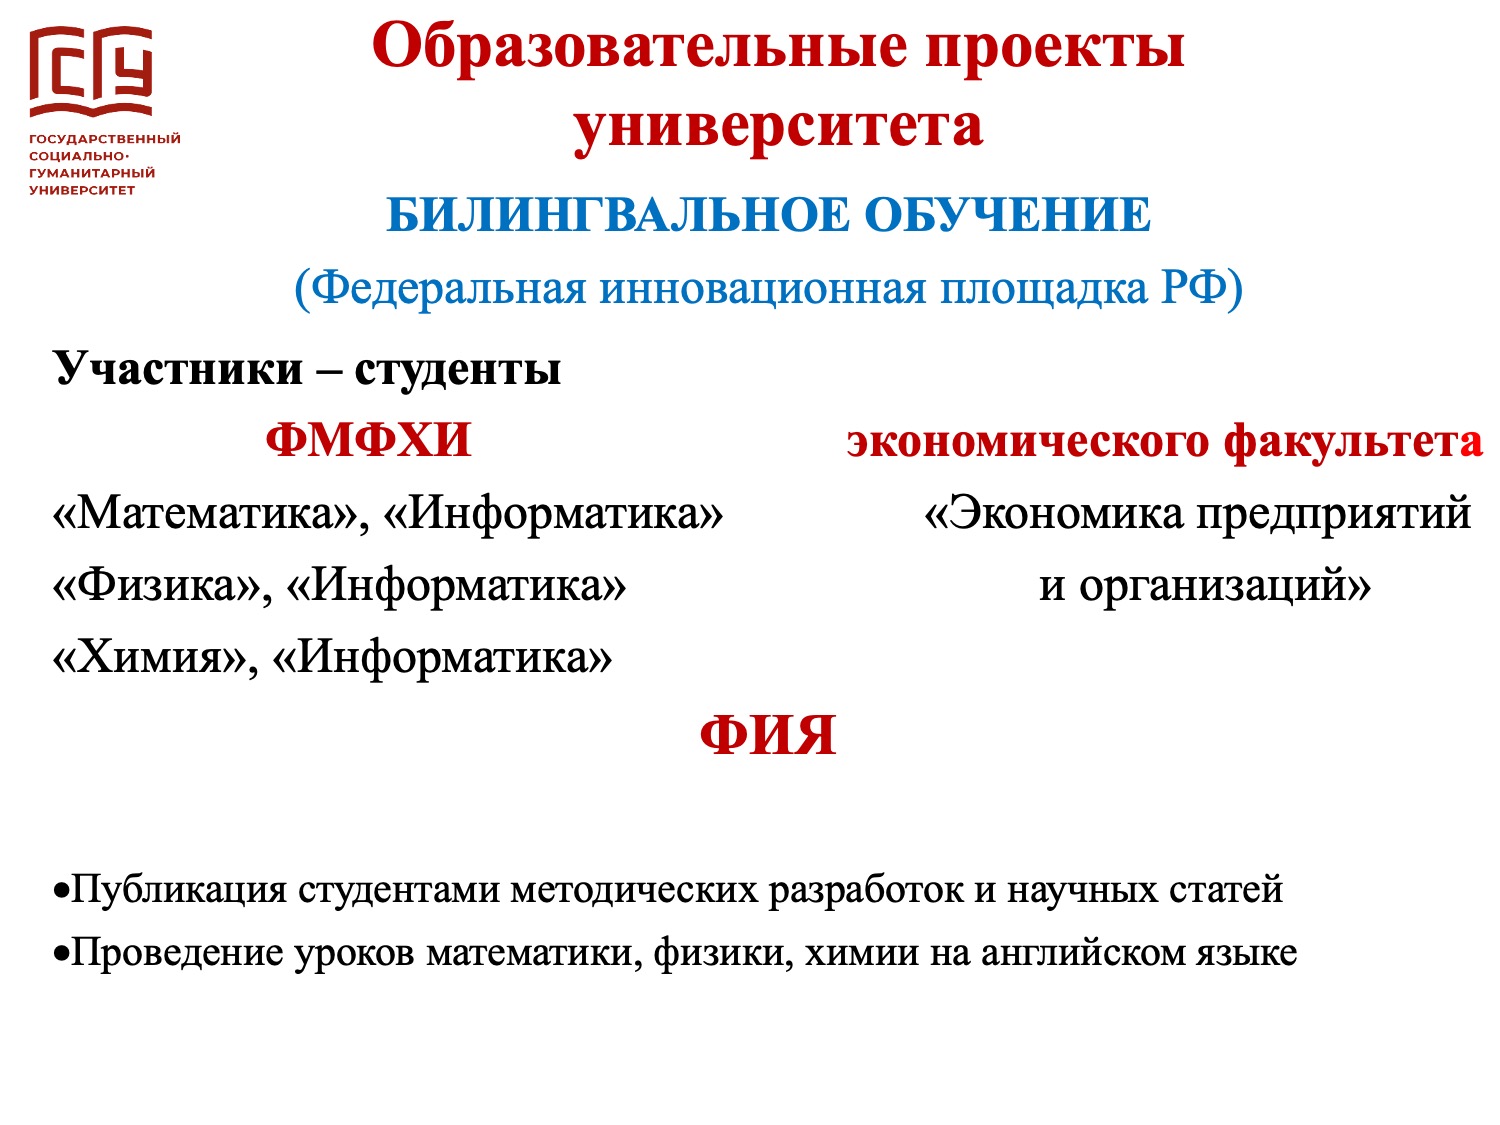 Образовательные проекты
университета
ГСГУ
ГОСУДАРСТВЕННЫЙ
СОЦИАЛЬНО-
ГУМАНИТАРНЫЙ
УНИВЕРСИТЕТ
БИЛИНГВАЛЬНОЕ ОБУЧЕНИЕ
(Федеральная инновационная площадка РФ)
Участники – студенты
ФМФХИ экономического факультета
«Математика», «Информатика» «Экономика предприятий
«Физика», «Информатика» и организаций»
«Химия», «Информатика»
ФИЯ
•Публикация студентами методических разработок и научных статей
•Проведение уроков математики, физики, химии на английском языке